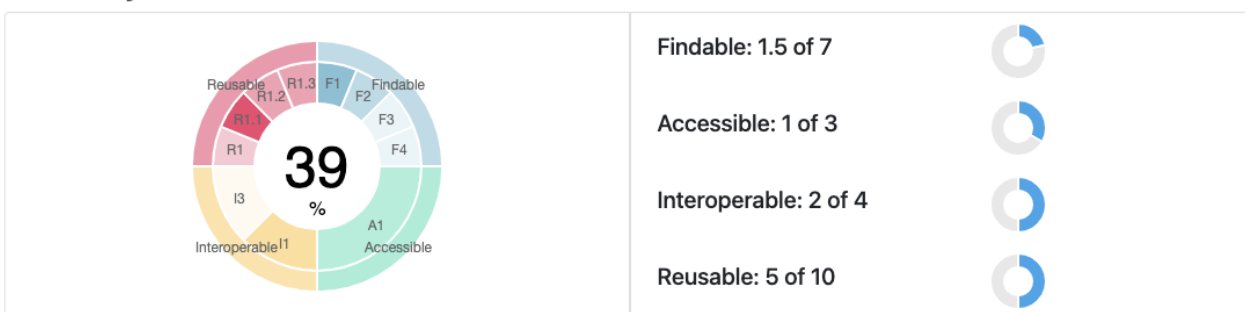 Reusable
R1.3
F1
Findable
R1.2
F2
R1.1
F3
R1
F4
39
%
I3
A1
Interoperable
I1
Accessible
Findable: 1.5 of 7
Accessible: 1 of 3
Interoperable: 2 of 4
Reusable: 5 of 10